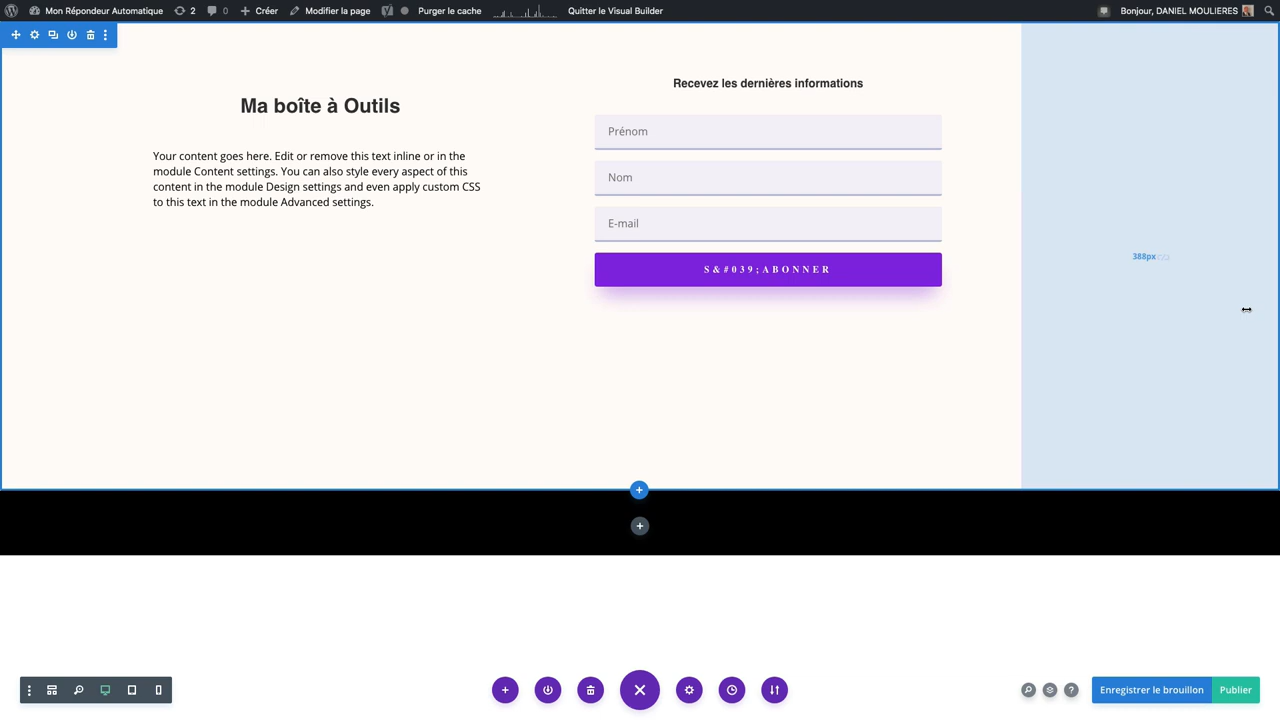 Mon Répondeur Automatique 2 0 Créer Modifier la page Purger le cache Quitter le Visual Builder Bonjour, DANIEL MOULIERES
Ma boîte à Outils
Your content goes here. Edit or remove this text inline or in the
module Content settings. You can also style every aspect of this
content in the module Design settings and even apply custom CSS
to this text in the module Advanced settings.
Recevez les dernières informations
Prénom
Nom
E-mail
S&#039;ABONNER
388px
Enregistrer le brouillon Publier